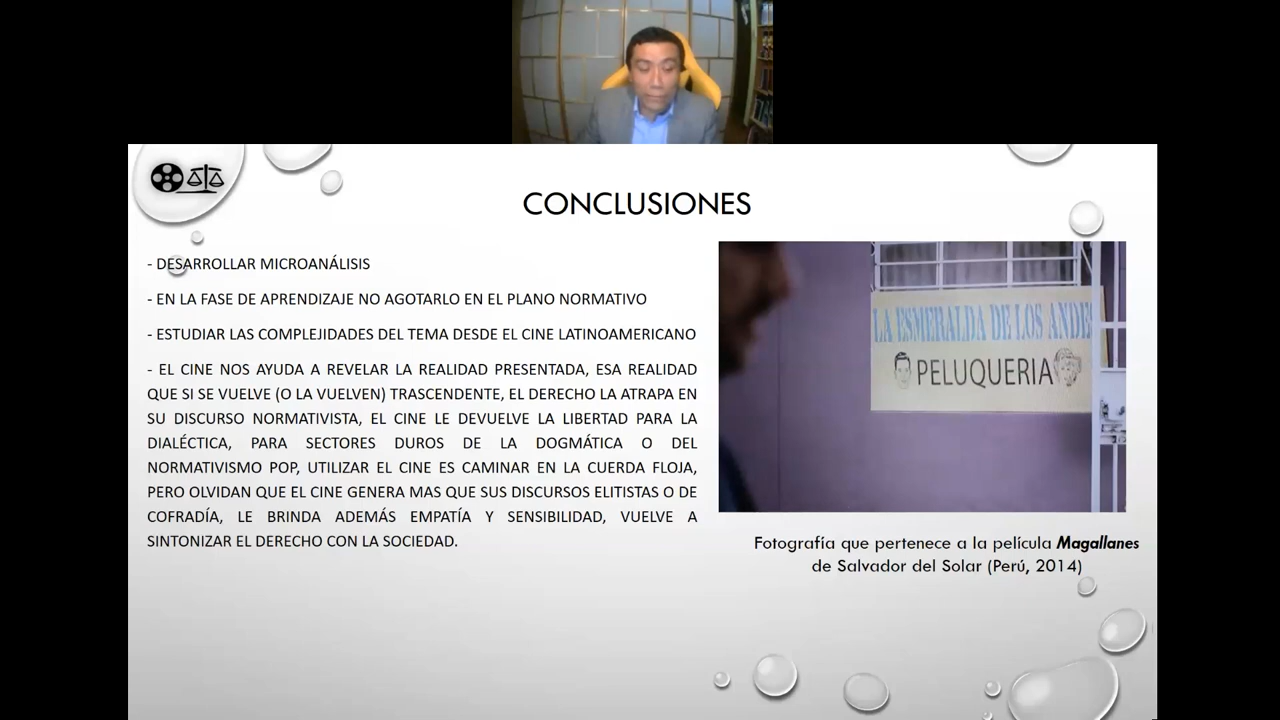 CONCLUSIONES
- DESARROLLAR MICROANÁLISIS
- EN LA FASE DE APRENDIZAJE NO AGOTARLO EN EL PLANO NORMATIVO
- ESTUDIAR LAS COMPLEJIDADES DEL TEMA DESDE EL CINE LATINOAMERICANO
- EL CINE NOS AYUDA A REVELAR LA REALIDAD PRESENTADA, ESA REALIDAD
QUE SI SE VUELVE (O LA VUELVEN) TRASCENDENTE, EL DERECHO LA ATRAPA EN
SU DISCURSO NORMATIVISTA, EL CINE LE DEVUELVE LA LIBERTAD PARA LA
DIALÉCTICA, PARA SECTORES DUROS DE LA DOGMÁTICA O DEL
NORMATIVISMO POP, UTILIZAR EL CINE ES CAMINAR EN LA CUERDA FLOJA,
PERO OLVIDAN QUE EL CINE GENERA MAS QUE SUS DISCURSOS ELITISTAS O DE
COFRADÍA, LE BRINDA ADEMÁS EMPATÍA Y SENSIBILIDAD, VUELVE A
SINTONIZAR EL DERECHO CON LA SOCIEDAD.
LA ESMERALDA DE LOS ANDES
PELUQUERIA
Fotografía que pertenece a la película Magallanes
de Salvador del Solar (Perú, 2014)